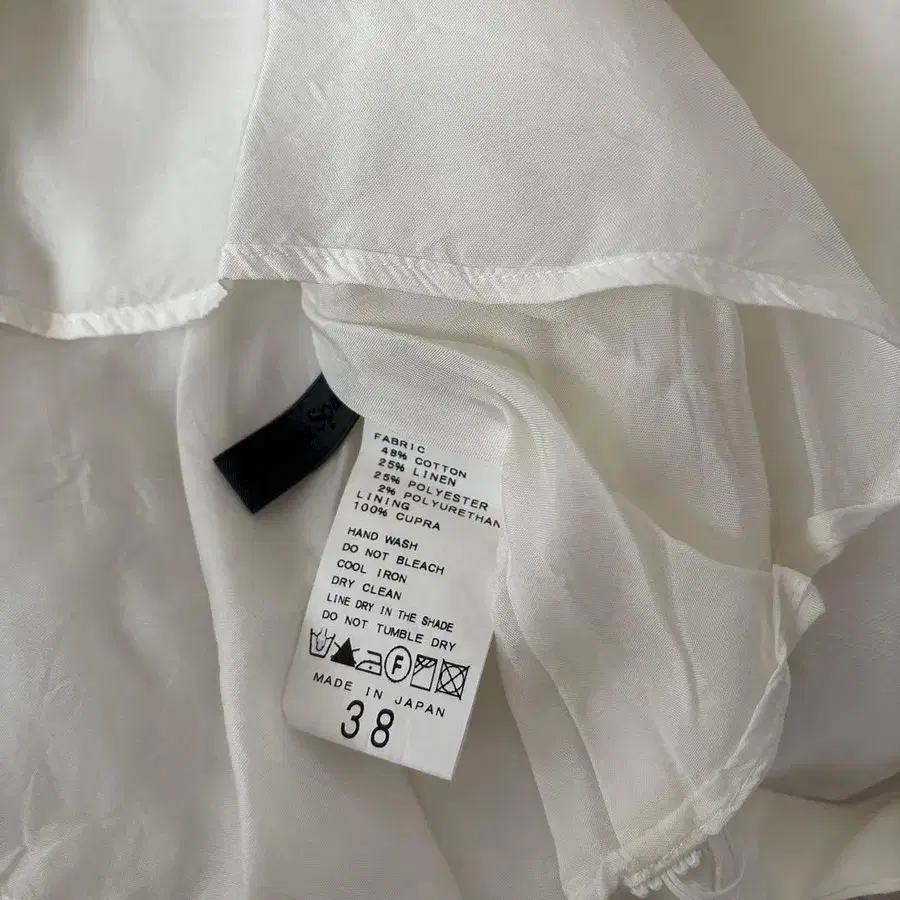 FABRIC
48% COTTON
25% LINEN
25% POLYESTER
2% POLYURETHAN
LINING
100% CUPRA
HAND WASH
DO NOT BLEACH
COOL IRON
DRY CLEAN
LINE DRY IN THE SHADE
DO NOT TUMBLE DRY
F
MADE IN JAPAN
38